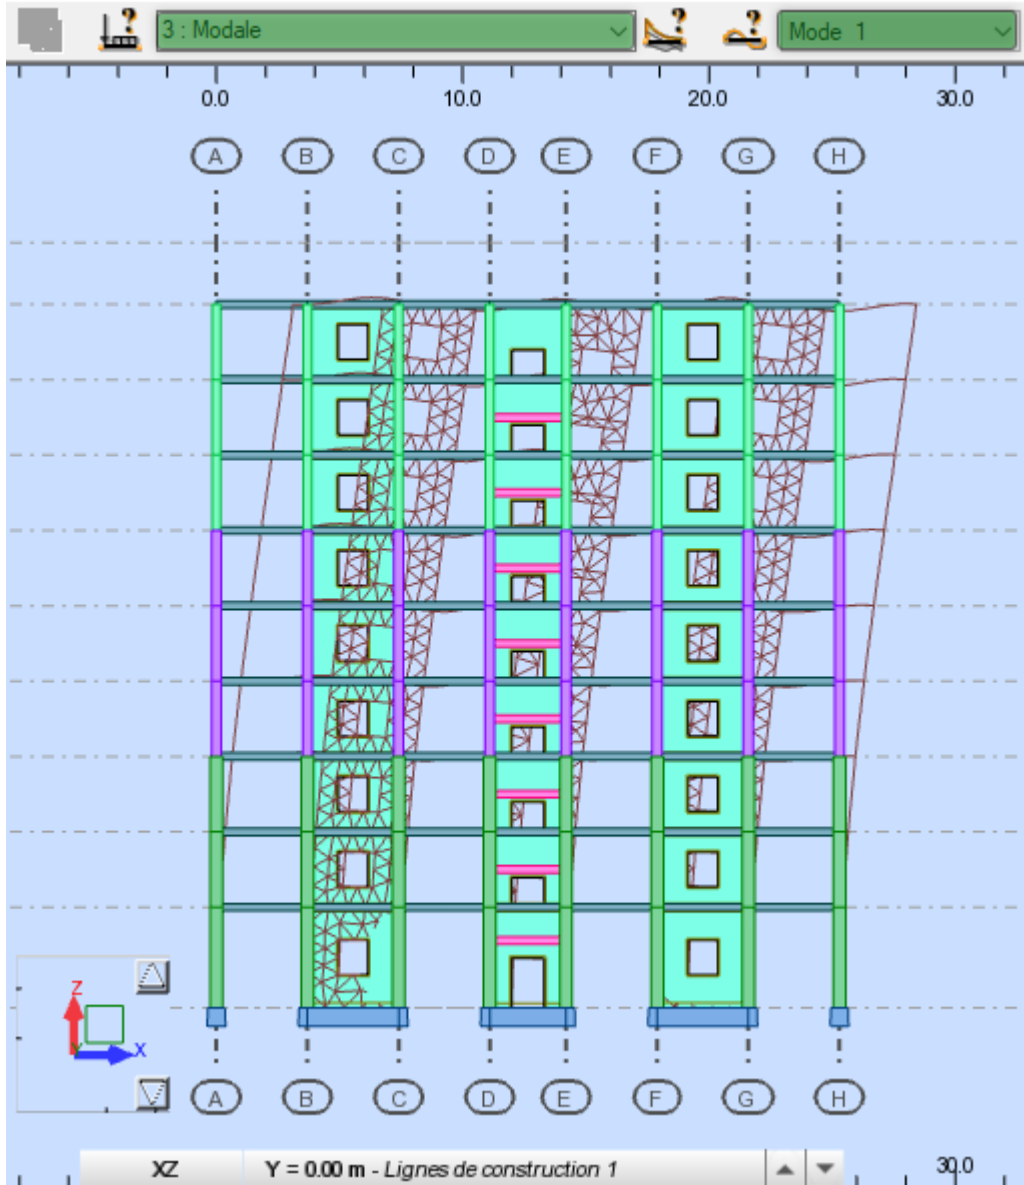 3 : Modale
Mode 1
0.0 10.0 20.0 30.0
A B C D E F G H
Z
X
A B C D E F G H
XZ Y = 0.00 m - Lignes de construction 1
30.0